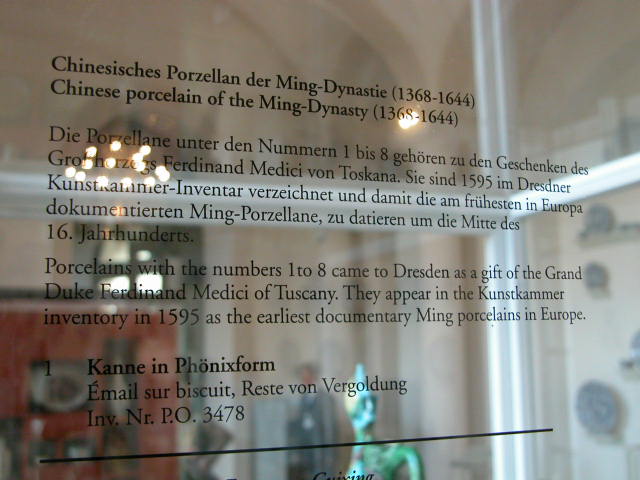 Chinesisches Porzellan der Ming-Dynastie (1368-1644)
Chinese porcelain of the Ming-Dynasty (1368-1644)
Die Porzellane unter den Nummern 1 bis 8 gehören zu den Geschenken des
Großherzogs Ferdinand Medici von Toskana. Sie sind 1595 im Dresdner
Kunstkammer-Inventar verzeichnet und damit die am frühesten in Europa
dokumentierten Ming-Porzellane, zu datieren um die Mitte des
16. Jahrhunderts.
Porcelains with the numbers 1to 8 came to Dresden as a gift of the Grand
Duke Ferdinand Medici of Tuscany. They appear in the Kunstkammer
inventory in 1595 as the earliest documentary Ming porcelains in Europe.
1 Kanne in Phönixform
Émail sur biscuit, Reste von Vergoldung
Inv. Nr. P.O. 3478